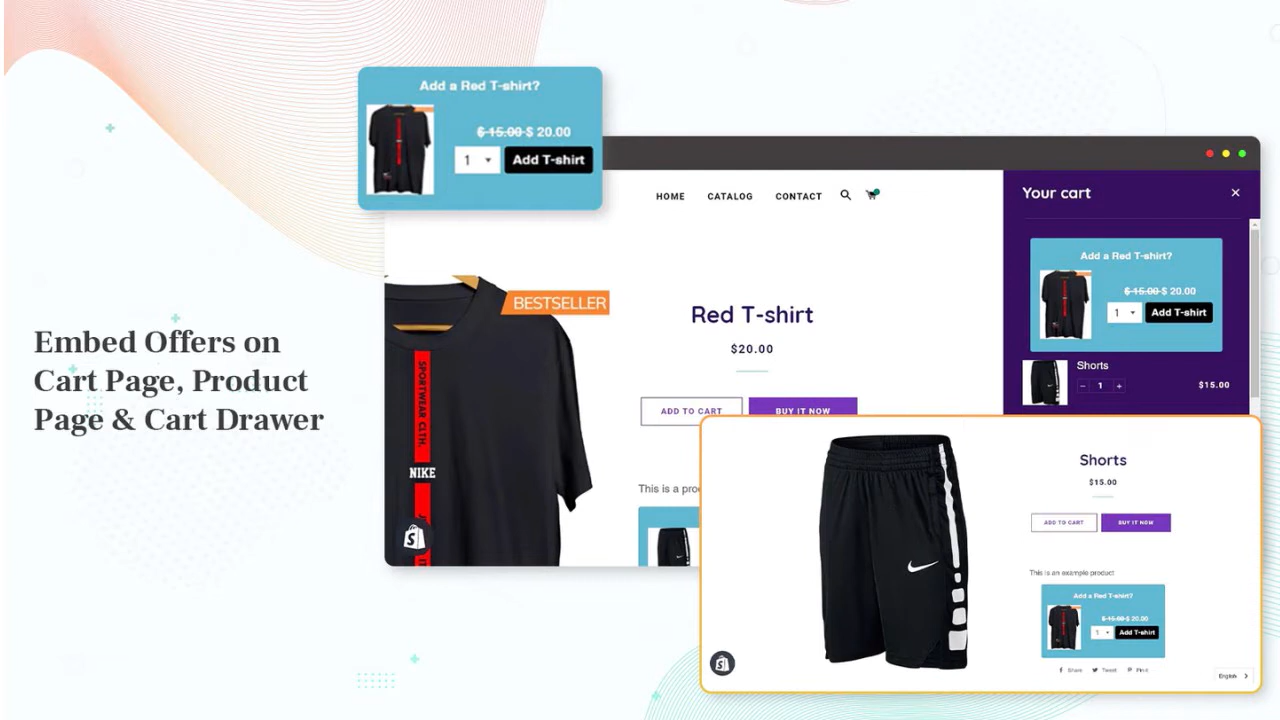 Add a Red T-shirt?
$ 15.00 $ 20.00
1
Add T-shirt
HOME CATALOG CONTACT
Your cart
Add a Red T-shirt?
$ 15.00 $ 20.00
1
Add T-shirt
Shorts
− 1 + $15.00
BESTSELLER
SPORTWEAR CLTH.
NIKE
Red T-shirt
$20.00
ADD TO CART BUY IT NOW
This is a pro
Embed Offers on
Cart Page, Product
Page & Cart Drawer
Shorts
$15.00
ADD TO CART BUY IT NOW
This is an example product
Add a Red T-shirt?
$ 15.00 $ 20.00
1
Add T-shirt
Share Tweet Pin it
English